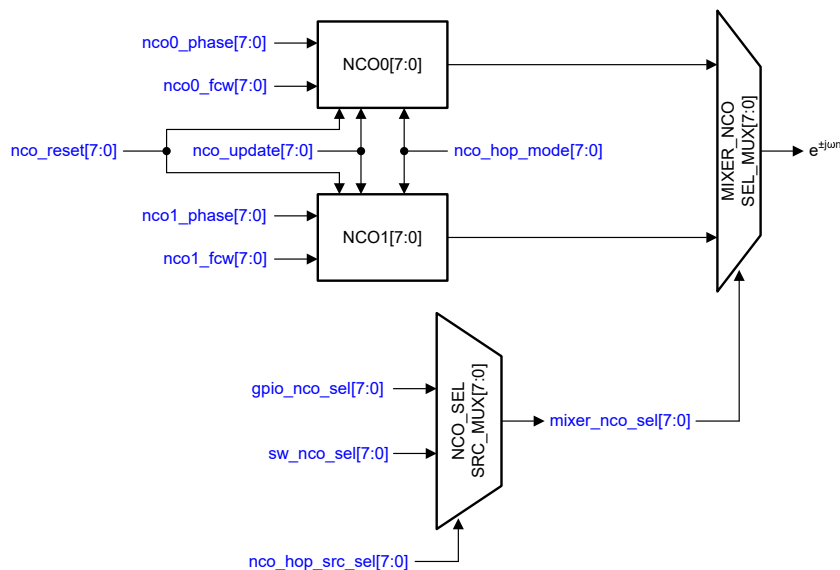 nco0_phase[7:0]
nco0_fcw[7:0]
NCO0[7:0]
nco_reset[7:0]
nco_update[7:0]
nco_hop_mode[7:0]
nco1_phase[7:0]
nco1_fcw[7:0]
NCO1[7:0]
MIXER_NCO
SEL_MUX[7:0]
e±jωn
gpio_nco_sel[7:0]
sw_nco_sel[7:0]
NCO_SEL
SRC_MUX[7:0]
mixer_nco_sel[7:0]
nco_hop_src_sel[7:0]